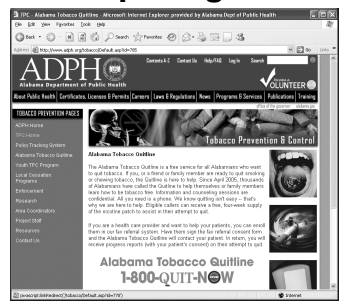 TPC - Alabama Tobacco Quitline - Microsoft Internet Explorer provided by Alabama Dept of Public Health
File Edit View Favorites Tools Help
Back Search Favorites
Address http://www.adph.org/tobacco/Default.asp?id=785 Go Links
Contents A-Z Contact Us Help/FAQ Log In Search
ADPH
Alabama Department of Public Health
Become a
VOLUNTEER
About Public Health Certificates, Licenses & Permits Careers Laws & Regulations News Programs & Services Publications Training
office of the governor alabama.gov
TOBACCO PREVENTION PAGES
ADPH Home
TPC Home
Policy Tracking System
Alabama Tobacco Quitline
Youth TPC Program
Local Cessation
Programs
Enforcement
Research
Area Coordinators
Project Staff
Resources
Contact Us
Tobacco Prevention & Control
Alabama Tobacco Quitline
The Alabama Tobacco Quitline is a free service for all Alabamians who want
to quit tobacco. If you, or a friend or family member are ready to quit smoking
or chewing tobacco, the Quitline is here to help. Since April 2005, thousands
of Alabamians have called the Quitline to help themselves or family members
learn how to be tobacco free. Information and counseling sessions are
confidential. All you need is a phone. We know quitting isn't easy -- that's
why we are here to help. Eligible callers can receive a free, four-week supply
of the nicotine patch to assist in their attempt to quit.
If you are a health care provider and want to help your patients, you can enroll
them in our fax referral system. Have them sign the fax referral consent form
and the Alabama Tobacco Quitline will contact your patient. In return, you will
receive progress reports (with your patient's consent) on their attempt to quit.
Alabama Tobacco Quitline
1-800-QUIT-NOW
Internet